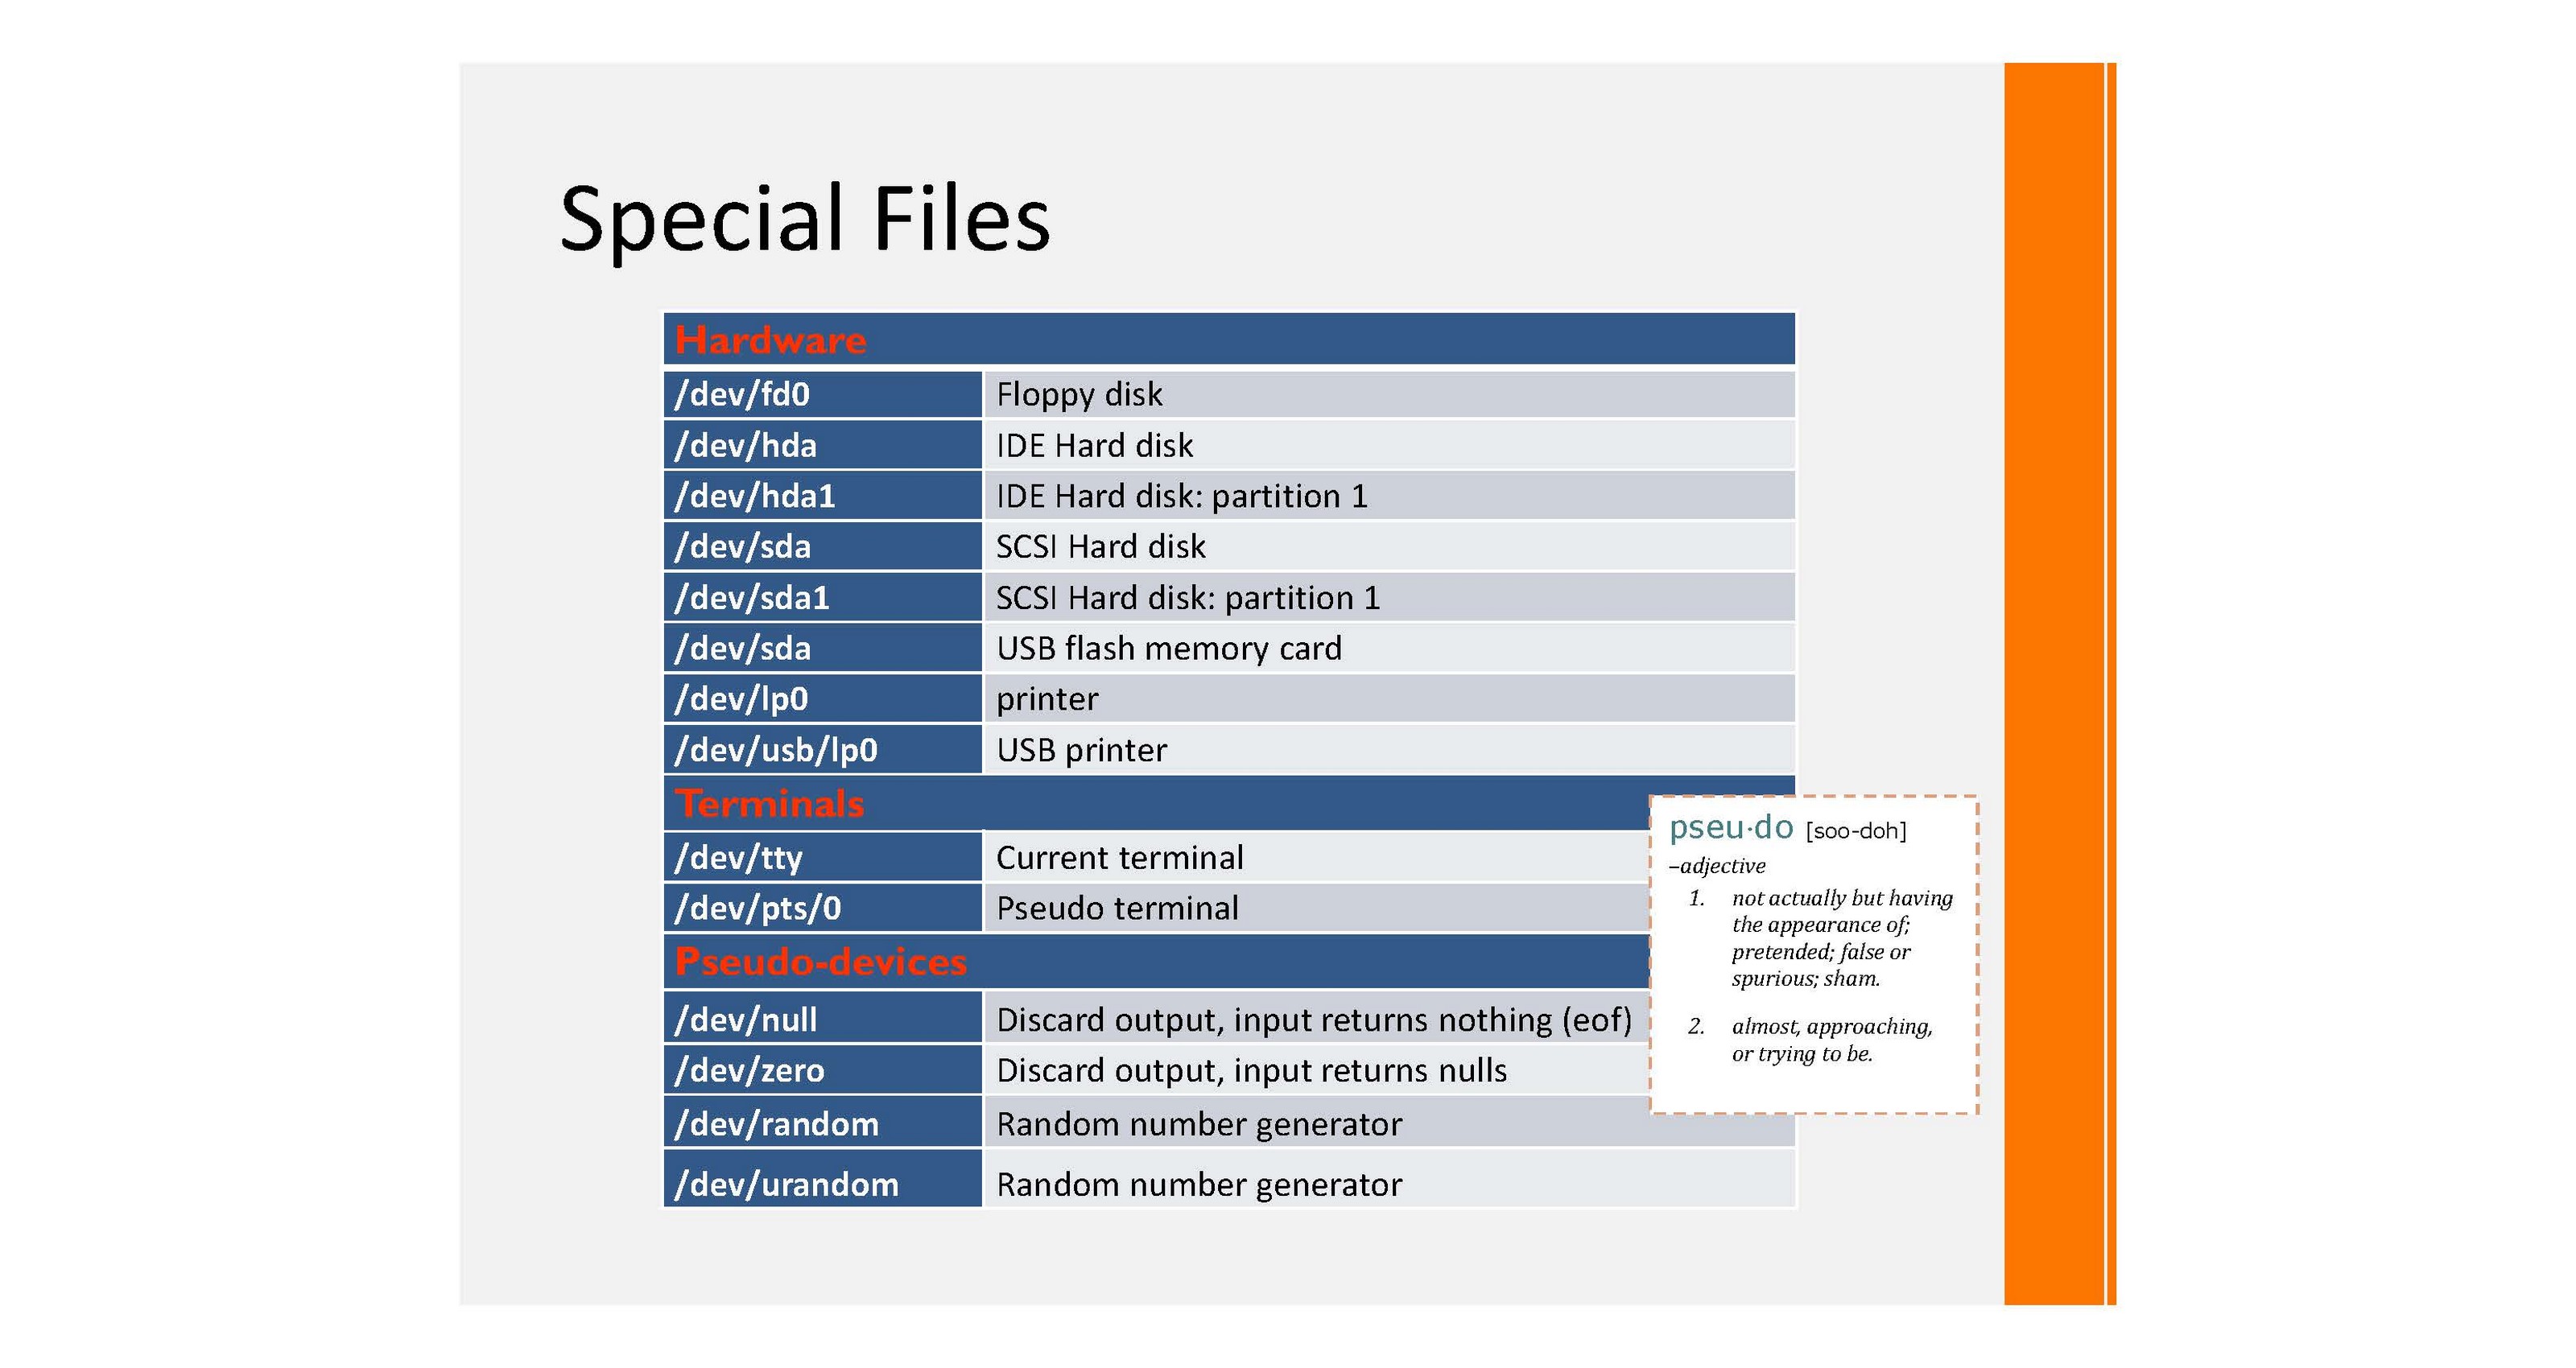 Special Files
Hardware
/dev/fd0 Floppy disk
/dev/hda IDE Hard disk
/dev/hda1 IDE Hard disk: partition 1
/dev/sda SCSI Hard disk
/dev/sda1 SCSI Hard disk: partition 1
/dev/sda USB flash memory card
/dev/lp0 printer
/dev/usb/lp0 USB printer
Terminals
/dev/tty Current terminal
/dev/pts/0 Pseudo terminal
Pseudo-devices
/dev/null Discard output, input returns nothing (eof)
/dev/zero Discard output, input returns nulls
/dev/random Random number generator
/dev/urandom Random number generator
pseu·do [soo-doh]
–adjective
1. not actually but having
the appearance of;
pretended; false or
spurious; sham.
2. almost, approaching,
or trying to be.